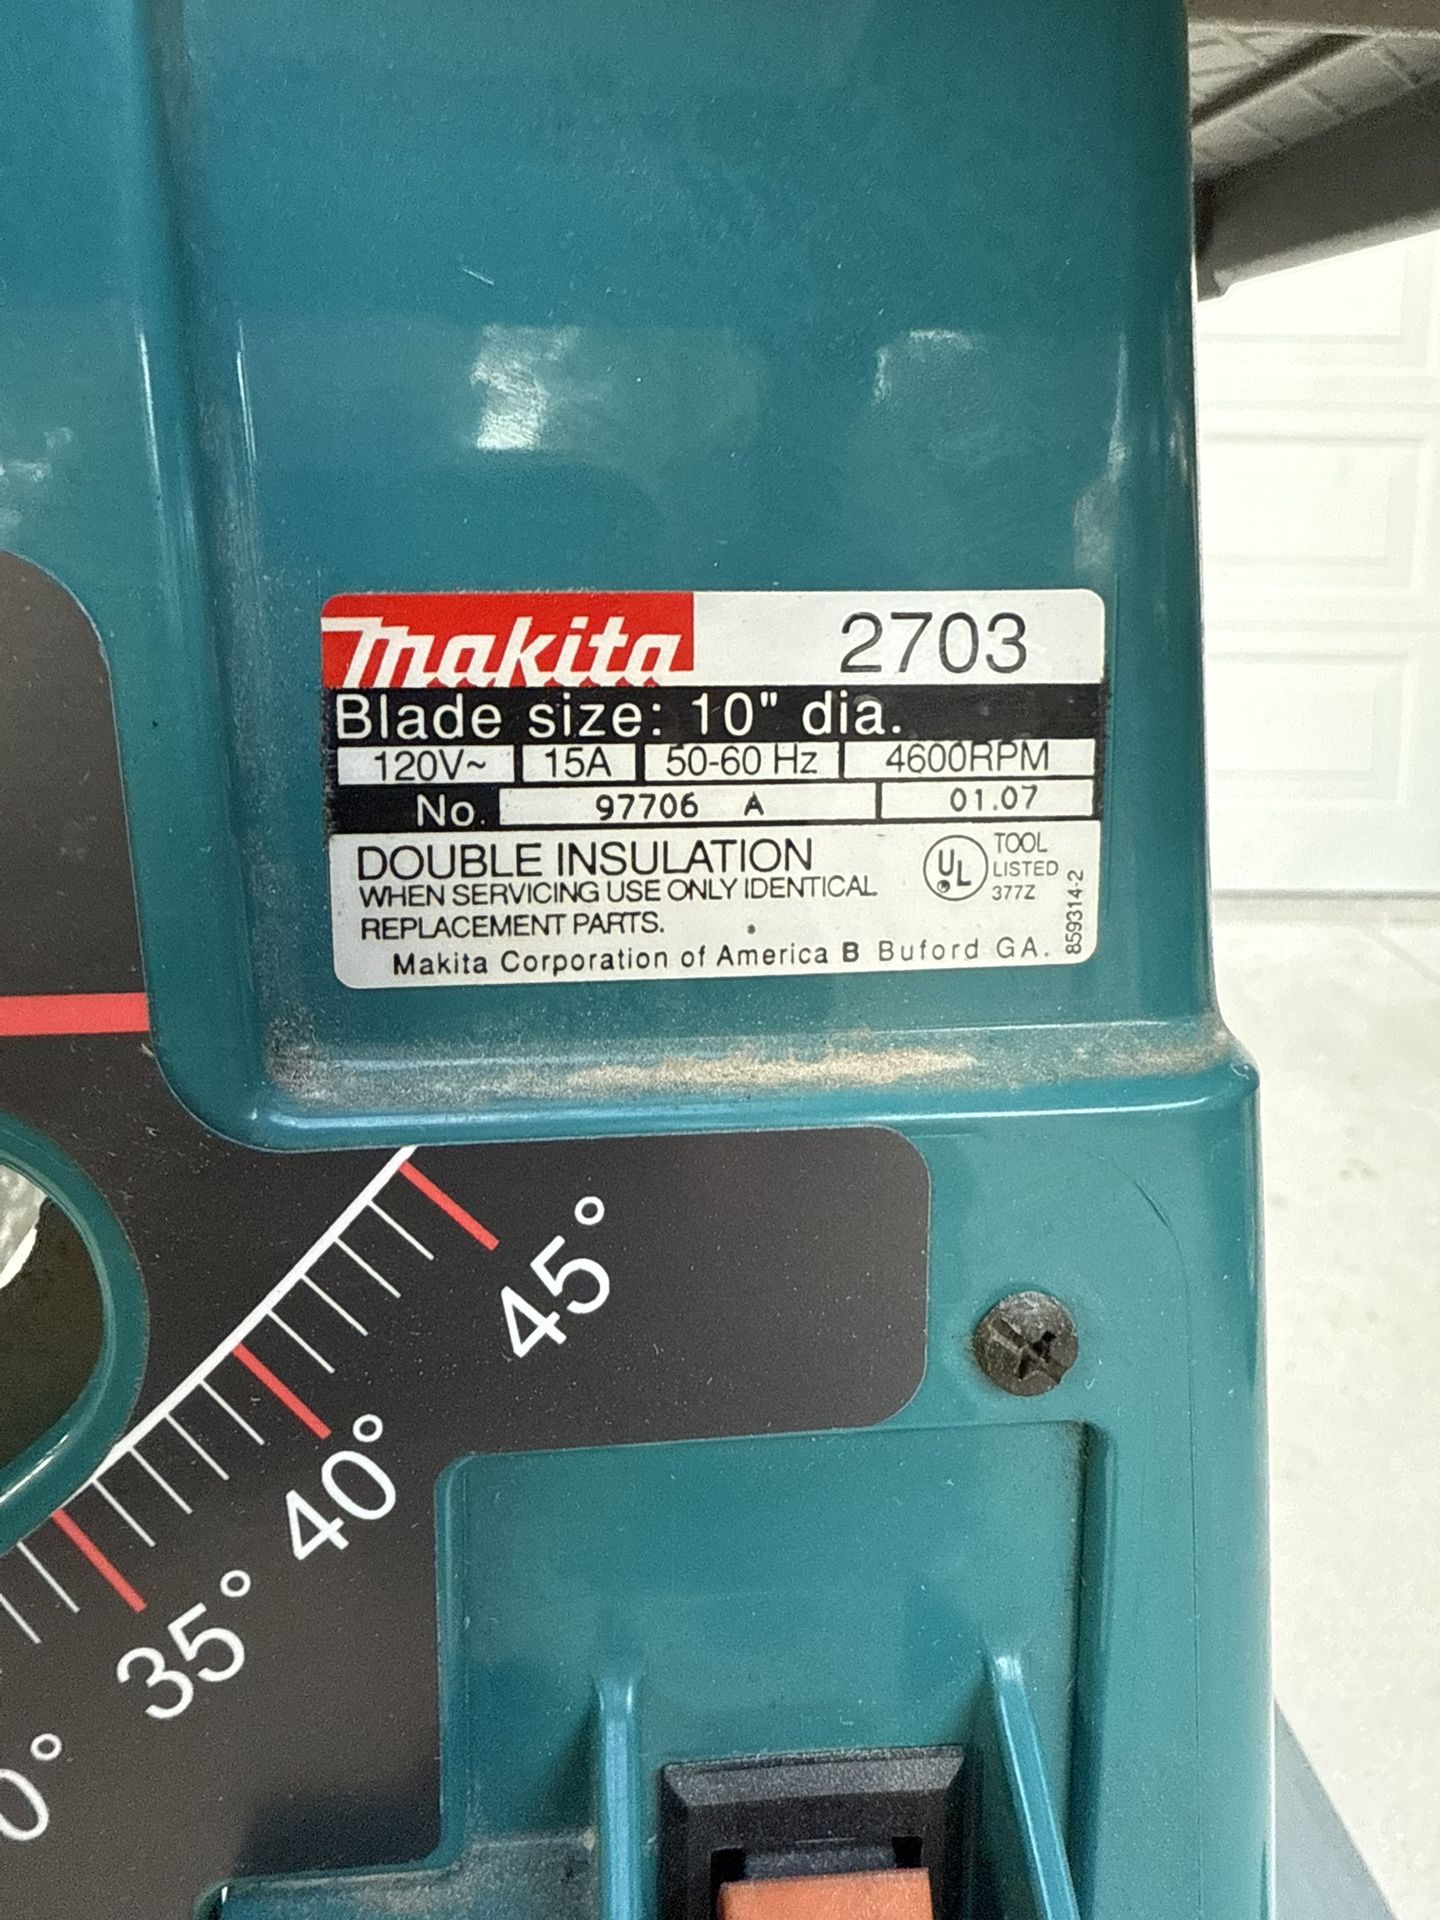 Makita 2703
Blade size: 10" dia.
120V~ 15A 50-60 Hz 4600RPM
No. 97706 A 01.07
DOUBLE INSULATION
WHEN SERVICING USE ONLY IDENTICAL
REPLACEMENT PARTS.
UL
TOOL
LISTED
377Z
859314-2
Makita Corporation of America B Buford GA.
45°
40°
35°
0°